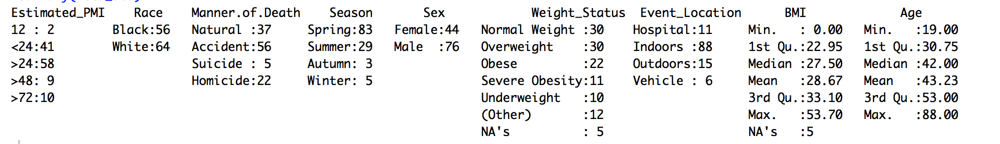 Estimated_PMI    Race    Manner.of.Death    Season       Sex           Weight_Status  Event_Location      BMI            Age
12 : 2       Black:56   Natural :37     Spring:83   Female:44   Normal Weight :30    Hospital:11    Min.   : 0.00   Min.   :19.00
<24:41       White:64   Accident:56     Summer:29   Male  :76   Overweight    :30    Indoors :88    1st Qu.:22.95   1st Qu.:30.75
>24:58                  Suicide : 5     Autumn: 3               Obese         :22    Outdoors:15    Median :27.50   Median :42.00
>48: 9                  Homicide:22     Winter: 5               Severe Obesity:11    Vehicle : 6    Mean   :28.67   Mean   :43.23
>72:10                                                          Underweight   :10                   3rd Qu.:33.10   3rd Qu.:53.00
                                                                (Other)       :12                   Max.   :53.70   Max.   :88.00
                                                                NA's          : 5                   NA's   :5